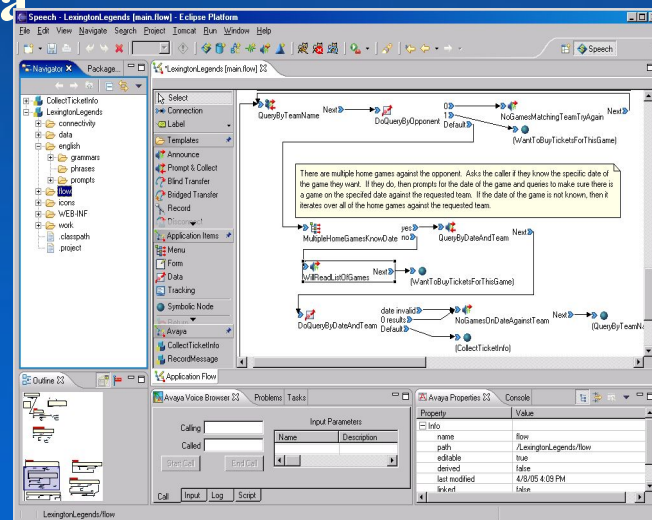 a
Speech - LexingtonLegends [main.flow] - Eclipse Platform
File Edit View Navigate Search Project Tomcat Run Window Help
Speech
Navigator Package...
CollectTicketInfo
LexingtonLegends
connectivity
data
english
grammars
phrases
prompts
flow
icons
WEB-INF
work
.classpath
.project
*LexingtonLegends [main.flow]
Select
Connection
Label
Templates
Announce
Prompt & Collect
Blind Transfer
Bridged Transfer
Record
Disconnect
Application Items
Menu
Form
Data
Tracking
Symbolic Node
Avaya
CollectTicketInfo
RecordMessage
QueryByTeamName Next
DoQueryByOpponent 0 1 Default
NoGamesMatchingTeamTryAgain Next
(WantToBuyTicketsForThisGame)
There are multiple home games against the opponent. Asks the caller if they know the specific date of
the game they want. If they do, then prompts for the date of the game and queries to make sure there is
a game on the specifed date against the requested team. If the date of the game is not known, then it
iterates over all of the home games against the requested team.
MultipleHomeGamesKnowDate yes no
QueryByDateAndTeam Next
WillReadListOfGames Next
(WantToBuyTicketsForThisGame)
DoQueryByDateAndTeam date invalid 0 results Default
NoGamesOnDateAgainstTeam Next
(QueryByTeamNa
(CollectTicketInfo)
Application Flow
Outline
Avaya Voice Browser Problems Tasks
Calling
Called
Start Call End Call
Input Parameters
Name Description
Call Input Log Script
Avaya Properties Console
Property Value
Info
name flow
path /LexingtonLegends/flow
editable true
derived false
last modified 4/8/05 4:09 PM
linked false
LexingtonLegends/flow